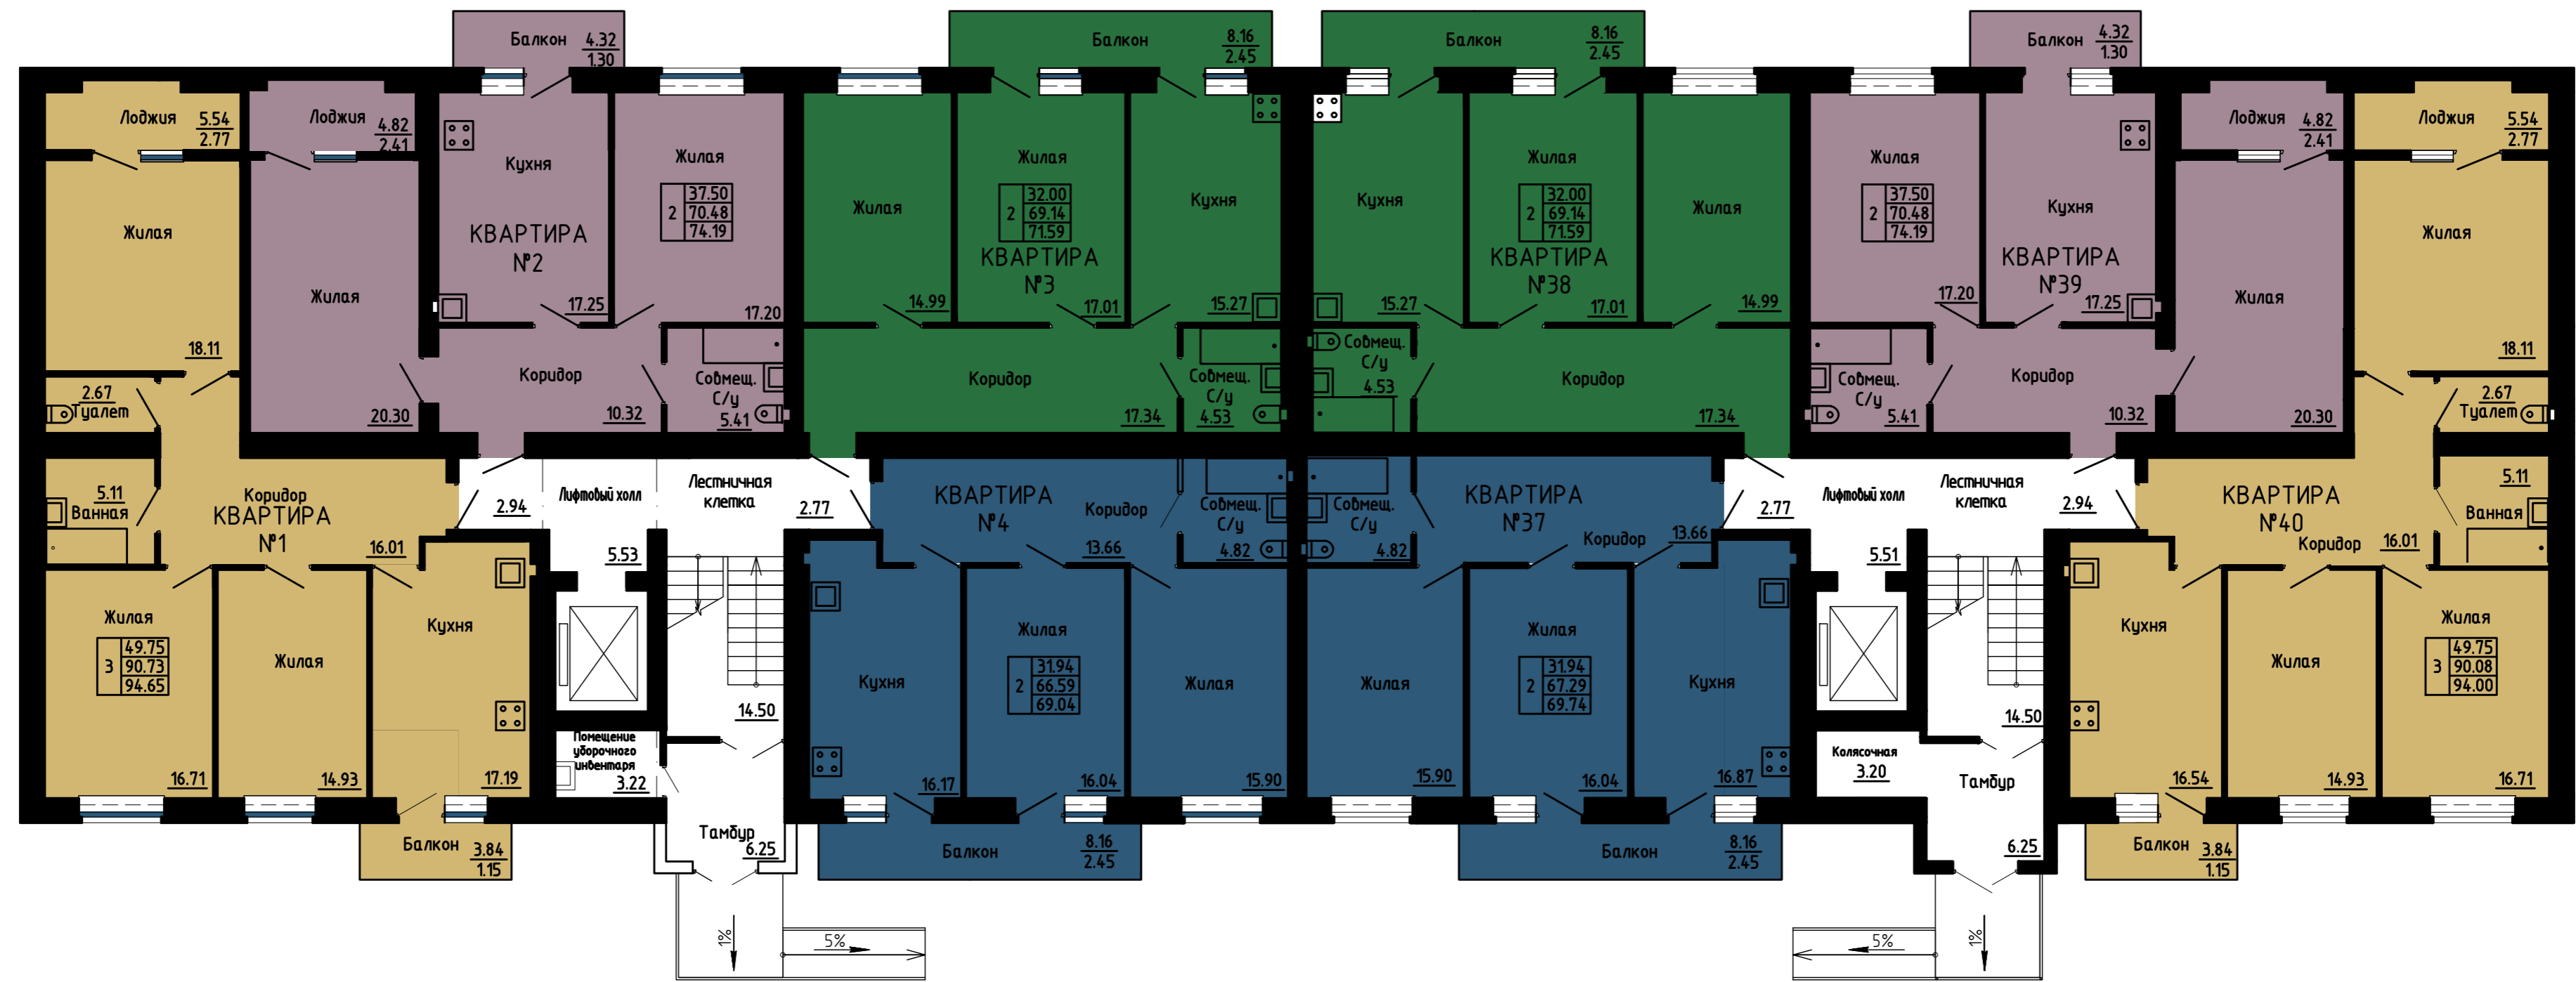 Балкон
4.32
1.30
Балкон
8.16
2.45
Балкон
8.16
2.45
Балкон
4.32
1.30
Лоджия
5.54
2.77
Лоджия
4.82
2.41
Лоджия
4.82
2.41
Лоджия
5.54
2.77
Жилая
18.11
Жилая
20.30
Кухня
КВАРТИРА
№2
17.25
Жилая
2
37.50
70.48
74.19
17.20
Жилая
14.99
Жилая
2
32.00
69.14
71.59
КВАРТИРА
№3
17.01
Кухня
15.27
Кухня
15.27
Жилая
2
32.00
69.14
71.59
КВАРТИРА
№38
17.01
Жилая
14.99
Жилая
2
37.50
70.48
74.19
17.20
Кухня
КВАРТИРА
№39
17.25
Жилая
20.30
Жилая
18.11
2.67
Туалет
Коридор
10.32
Совмещ.
С/у
5.41
Коридор
17.34
Совмещ.
С/у
4.53
Совмещ.
С/у
4.53
Коридор
17.34
Совмещ.
С/у
5.41
Коридор
10.32
2.67
Туалет
5.11
Ванная
Коридор
КВАРТИРА
№1
16.01
2.94
Лифтовый холл
5.53
Лестничная
клетка
2.77
КВАРТИРА
№4
Коридор
13.66
Совмещ.
С/у
4.82
Совмещ.
С/у
4.82
КВАРТИРА
№37
Коридор
13.66
2.77
Лифтовый холл
5.51
Лестничная
клетка
2.94
КВАРТИРА
№40
Коридор
16.01
5.11
Ванная
Жилая
3
49.75
90.73
94.65
16.71
Жилая
14.93
Кухня
17.19
14.50
Помещение
уборочного
инвентаря
3.22
Кухня
16.17
Жилая
2
31.94
66.59
69.04
16.04
Жилая
15.90
Жилая
15.90
Жилая
2
31.94
67.29
69.74
16.04
Кухня
16.87
Колясочная
3.20
14.50
Тамбур
6.25
Кухня
16.54
Жилая
14.93
Жилая
3
49.75
90.08
94.00
16.71
Балкон
3.84
1.15
Тамбур
6.25
Балкон
8.16
2.45
Балкон
8.16
2.45
Балкон
3.84
1.15
1%
5%
5%
1%